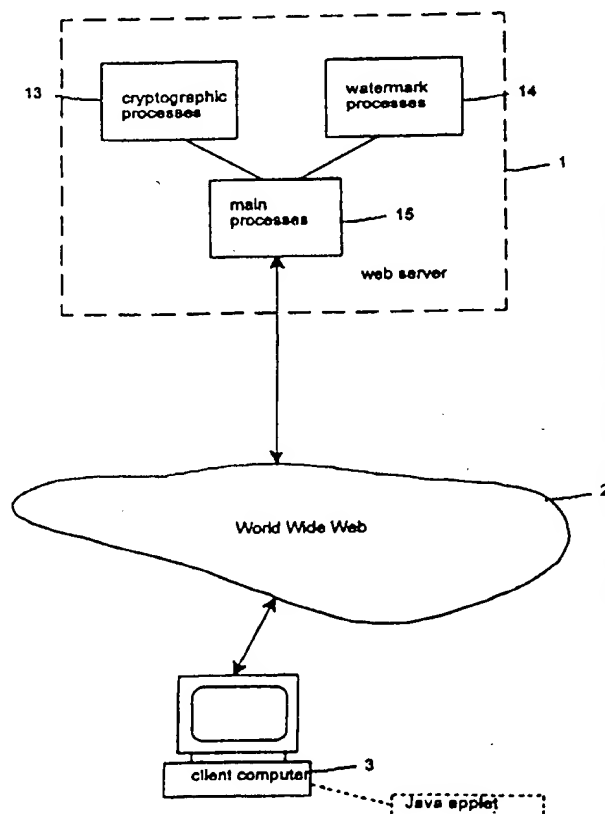 13
cryptographic
processes
watermark
processes
14
1
main
processes
15
web server
2
World Wide Web
client computer
3
Java applet